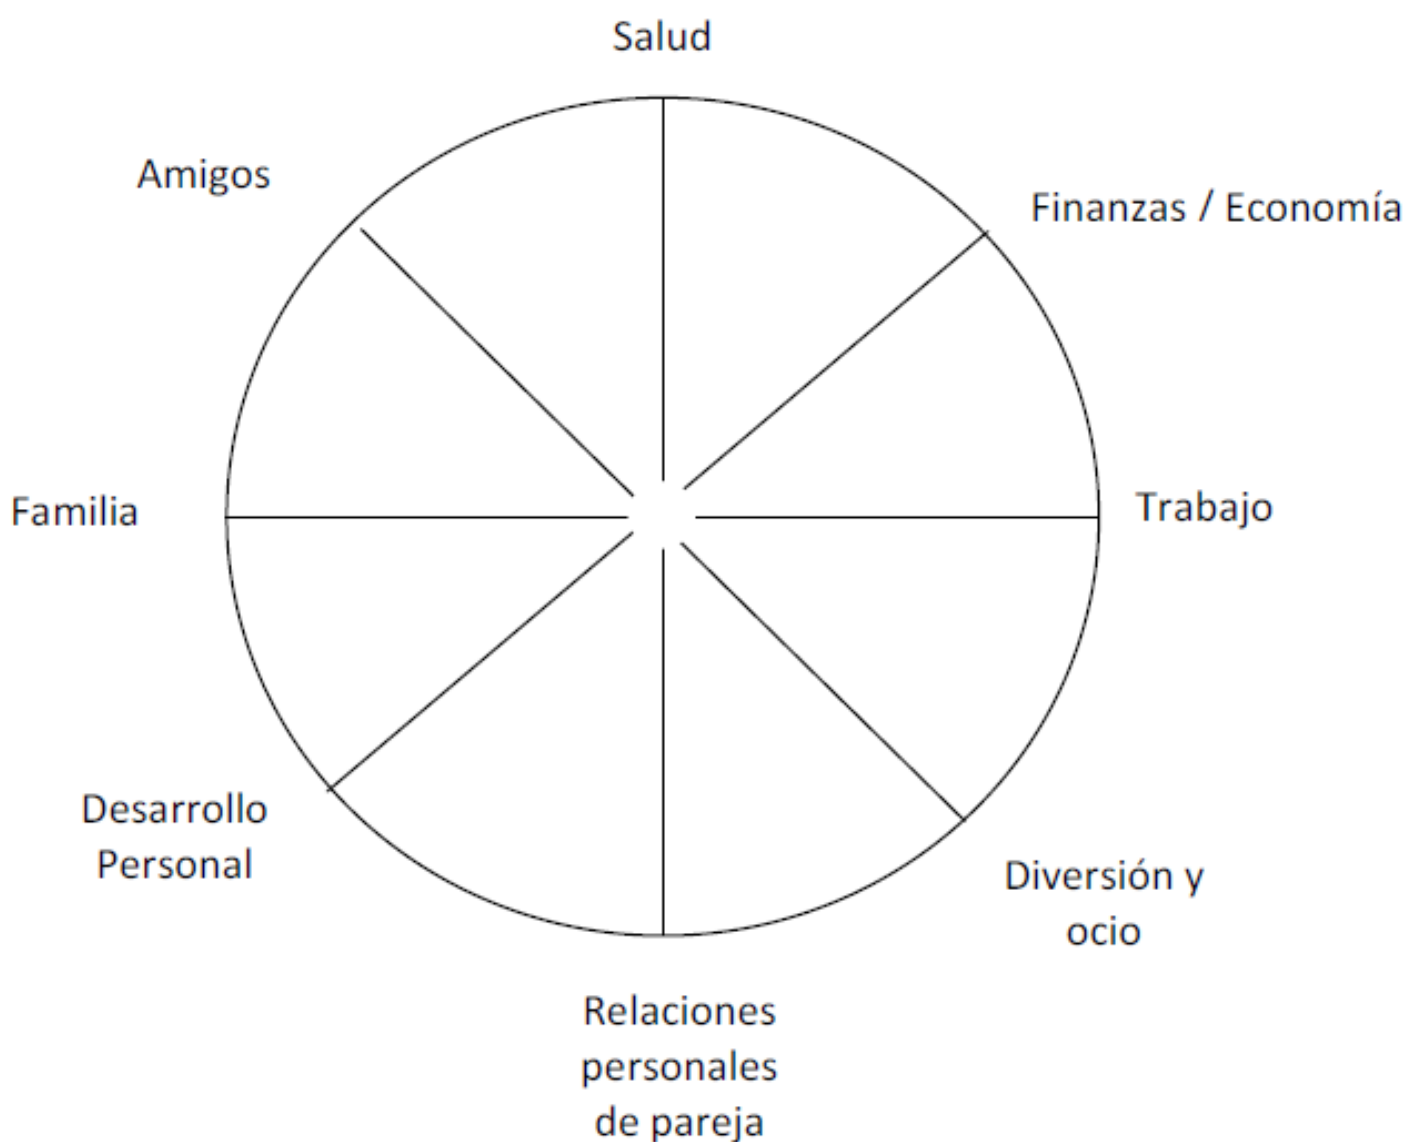 Salud
Amigos
Finanzas / Economía
Familia
Trabajo
Desarrollo
Personal
Diversión y
ocio
Relaciones
personales
de pareja